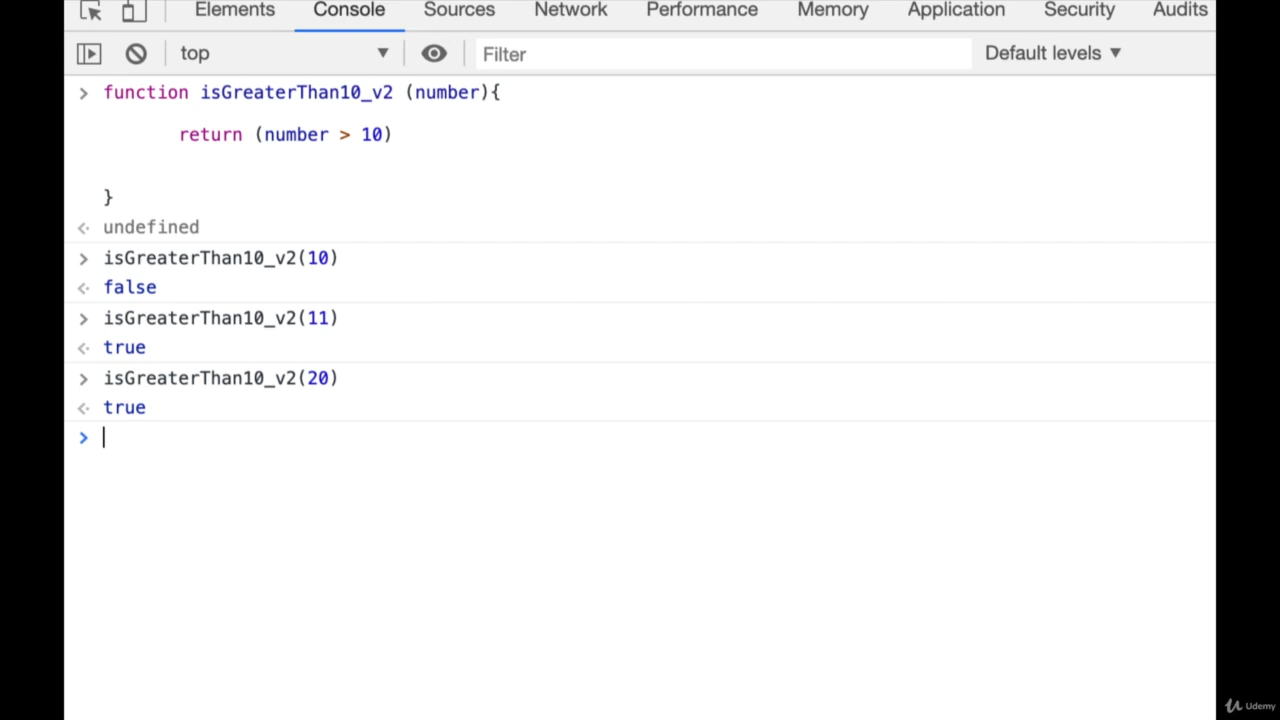 Elements Console Sources Network Performance Memory Application Security Audits
top Filter Default levels
function isGreaterThan10_v2 (number){
return (number > 10)
}
undefined
isGreaterThan10_v2(10)
false
isGreaterThan10_v2(11)
true
isGreaterThan10_v2(20)
true
Udemy